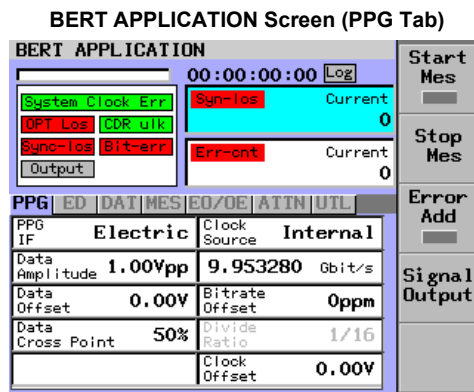 BERT APPLICATION Screen (PPG Tab)
BERT APPLICATION
00:00:00:00 Log
System Clock Err
OPT Los CDR ulk
Sync-los Bit-err
Output
Syn-los Current
0
Err-cnt Current
0
Start
Mes
Stop
Mes
Error
Add
Signal
Output
PPG ED DAT MES EO/OE ATTN UTL
PPG IF Electric Clock Source Internal
Data Amplitude 1.00Vpp 9.953280 Gbit/s
Data Offset 0.00V Bitrate Offset 0ppm
Data Cross Point 50% Divide Ratio 1/16
Clock Offset 0.00V